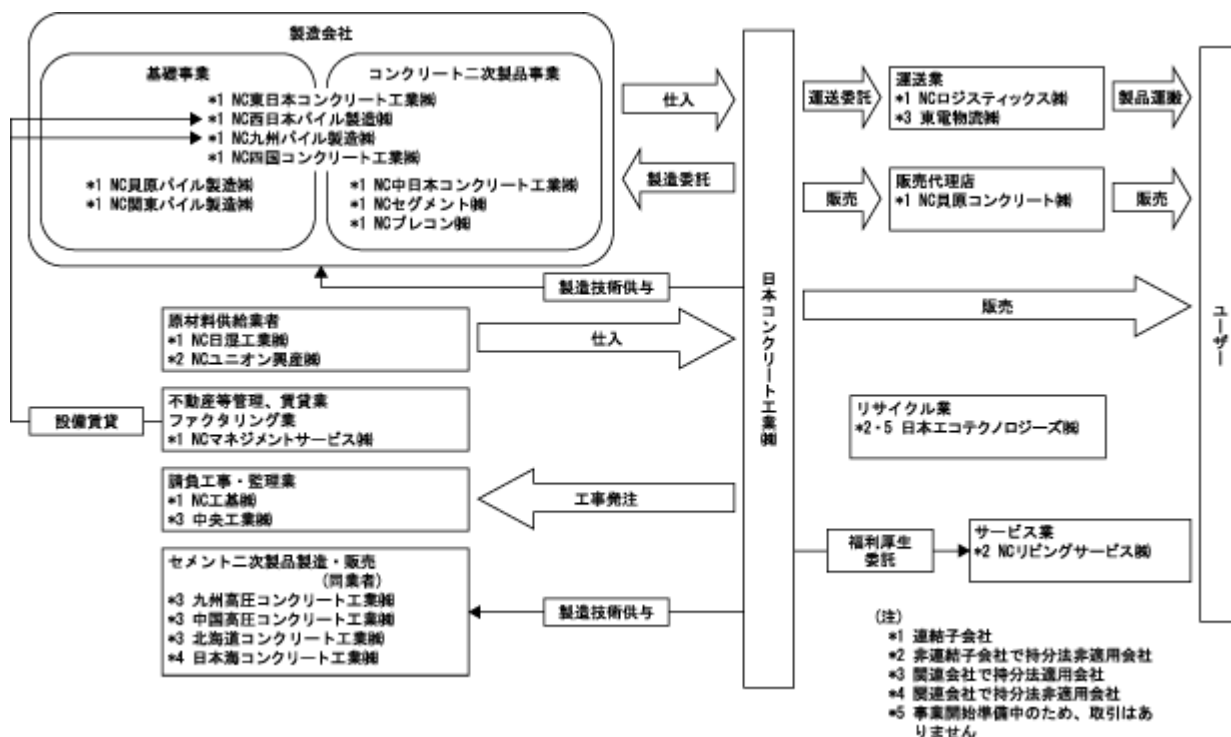 製造会社
基礎事業
コンクリート二次製品事業
*1 NC東日本コンクリート工業㈱
*1 NC西日本パイル製造㈱
*1 NC九州パイル製造㈱
*1 NC四国コンクリート工業㈱
*1 NC貝原パイル製造㈱
*1 NC関東パイル製造㈱
*1 NC中日本コンクリート工業㈱
*1 NCセグメント㈱
*1 NCプレコン㈱
仕入
製造委託
製造技術供与
原材料供給業者
*1 NC日混工業㈱
*2 NCユニオン興産㈱
仕入
不動産等管理、賃貸業
ファクタリング業
*1 NCマネジメントサービス㈱
設備賃貸
請負工事・監理業
*1 NC工基㈱
*3 中央工業㈱
工事発注
セメント二次製品製造・販売
(同業者)
*3 九州高圧コンクリート工業㈱
*3 中国高圧コンクリート工業㈱
*3 北海道コンクリート工業㈱
*4 日本海コンクリート工業㈱
製造技術供与
日本コンクリート工業㈱
運送委託
運送業
*1 NCロジスティックス㈱
*3 東電物流㈱
製品運搬
販売
販売代理店
*1 NC貝原コンクリート㈱
販売
販売
リサイクル業
*2・5 日本エコテクノロジーズ㈱
福利厚生
委託
サービス業
*2 NCリビングサービス㈱
ユーザー
(注)
*1 連結子会社
*2 非連結子会社で持分法非適用会社
*3 関連会社で持分法適用会社
*4 関連会社で持分法非適用会社
*5 事業開始準備中のため、取引はあ
りません